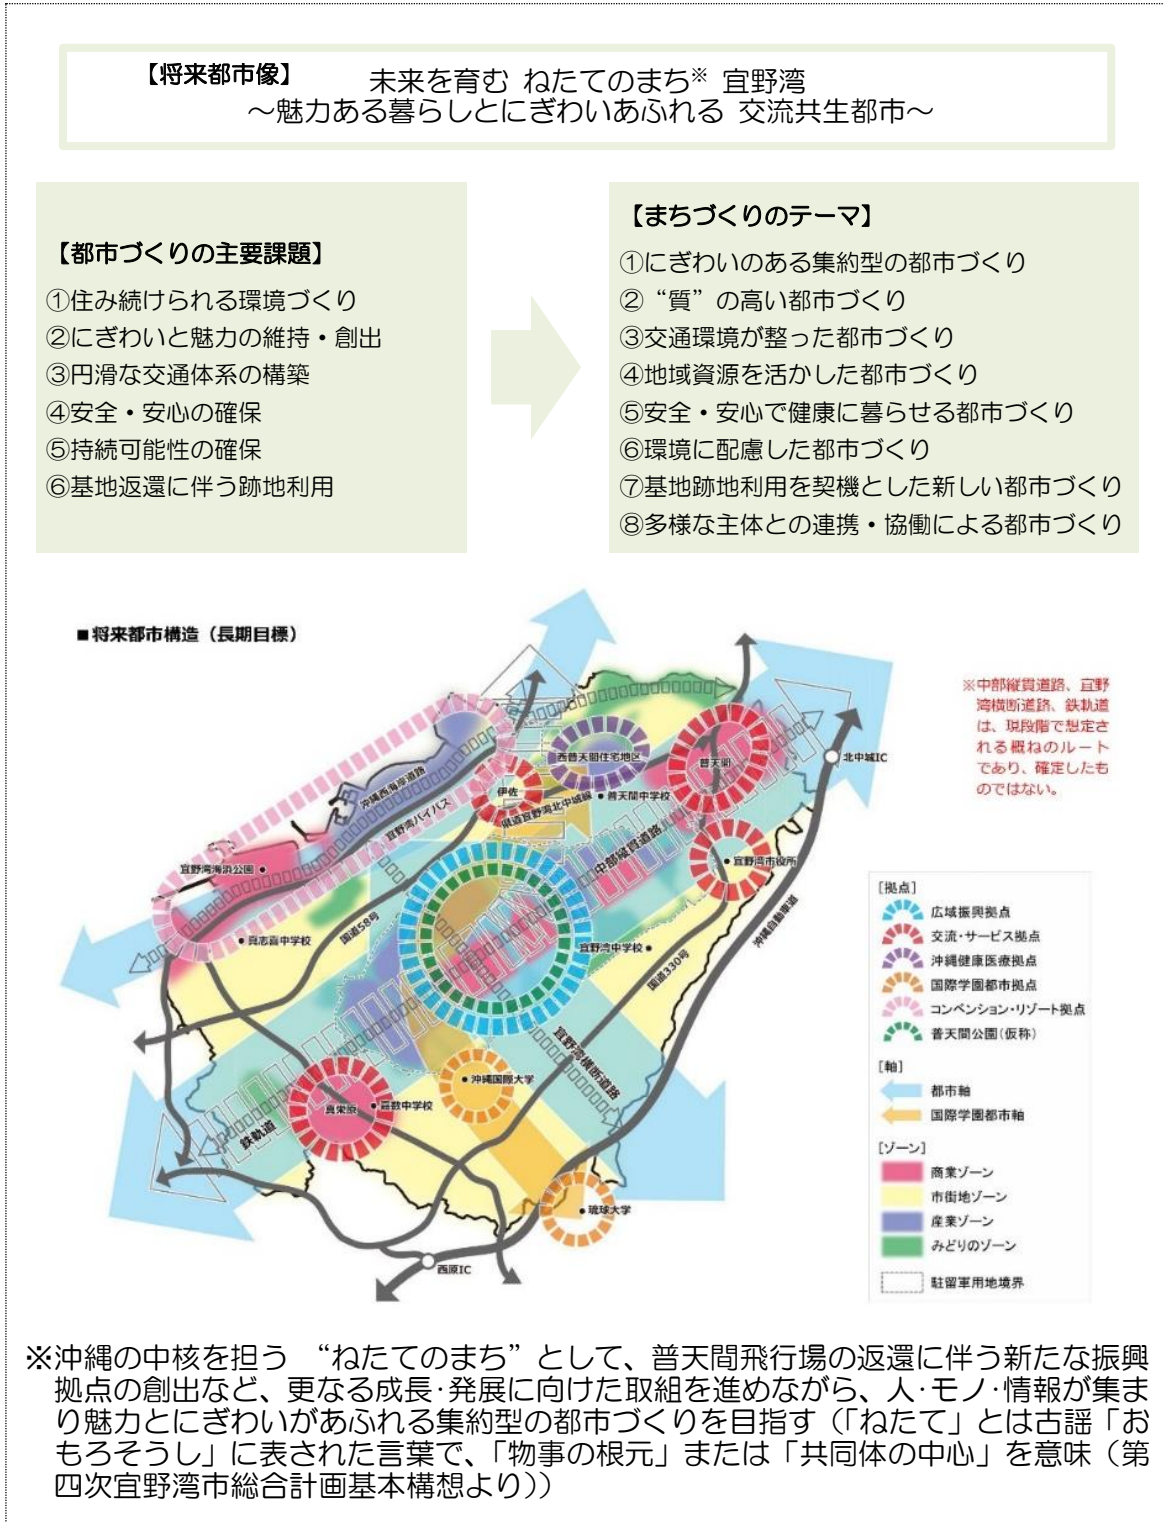 【将来都市像】 未来を育む ねたてのまち※ 宜野湾
～魅力ある暮らしとにぎわいあふれる 交流共生都市～
【都市づくりの主要課題】
①住み続けられる環境づくり
②にぎわいと魅力の維持・創出
③円滑な交通体系の構築
④安全・安心の確保
⑤持続可能性の確保
⑥基地返還に伴う跡地利用
【まちづくりのテーマ】
①にぎわいのある集約型の都市づくり
②“質”の高い都市づくり
③交通環境が整った都市づくり
④地域資源を活かした都市づくり
⑤安全・安心で健康に暮らせる都市づくり
⑥環境に配慮した都市づくり
⑦基地跡地利用を契機とした新しい都市づくり
⑧多様な主体との連携・協働による都市づくり
■将来都市構造（長期目標）
※中部縦貫道路、宜野
湾横断道路、鉄軌道
は、現段階で想定さ
れる概ねのルート
であり、確定したも
のではない。
西普天間住宅地区
普天間
北中城IC
沖縄西海岸道路
伊佐
県道宜野湾北中城線
普天間中学校
宜野湾バイパス
中部縦貫道路
宜野湾市役所
宜野湾海浜公園
沖縄自動車道
真志喜中学校
国道58号
宜野湾中学校
国道330号
宜野湾横断道路
沖縄国際大学
真栄原
嘉数中学校
鉄軌道
琉球大学
西原IC
［拠点］
広域振興拠点
交流・サービス拠点
沖縄健康医療拠点
国際学園都市拠点
コンベンション・リゾート拠点
普天間公園（仮称）
［軸］
都市軸
国際学園都市軸
［ゾーン］
商業ゾーン
市街地ゾーン
産業ゾーン
みどりのゾーン
駐留軍用地境界
※沖縄の中核を担う “ねたてのまち”として、普天間飛行場の返還に伴う新たな振興
拠点の創出など、更なる成長・発展に向けた取組を進めながら、人・モノ・情報が集ま
り魅力とにぎわいがあふれる集約型の都市づくりを目指す（「ねたて」とは古謡「お
もろそうし」に表された言葉で、「物事の根元」または「共同体の中心」を意味（第
四次宜野湾市総合計画基本構想より））